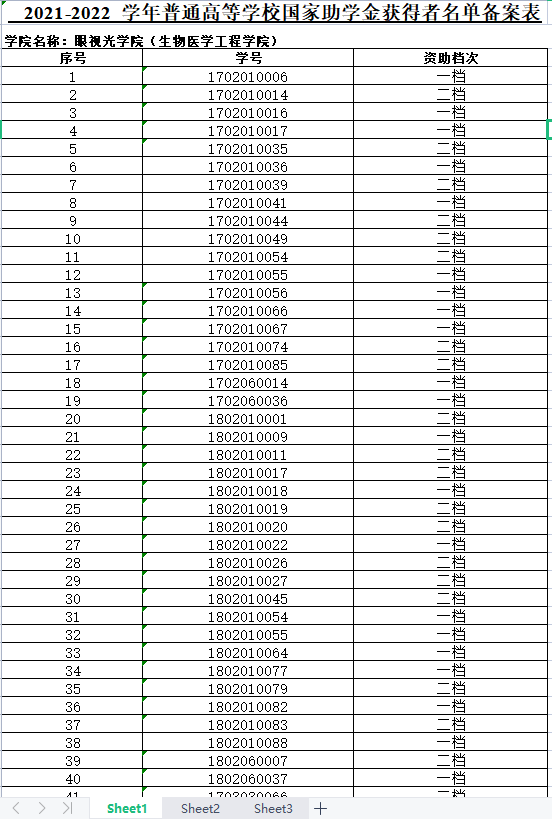 2021-2022 学年普通高等学校国家助学金获得者名单备案表
学院名称：眼视光学院（生物医学工程学院）
序号 学号 资助档次
1 1702010006 一档
2 1702010014 二档
3 1702010016 一档
4 1702010017 一档
5 1702010035 二档
6 1702010036 一档
7 1702010039 二档
8 1702010041 一档
9 1702010044 二档
10 1702010049 二档
11 1702010054 二档
12 1702010055 一档
13 1702010056 一档
14 1702010066 一档
15 1702010067 一档
16 1702010074 二档
17 1702010085 二档
18 1702060014 一档
19 1702060036 一档
20 1802010001 二档
21 1802010009 一档
22 1802010011 二档
23 1802010017 二档
24 1802010018 一档
25 1802010019 二档
26 1802010020 二档
27 1802010022 一档
28 1802010026 二档
29 1802010027 二档
30 1802010045 二档
31 1802010054 一档
32 1802010055 一档
33 1802010064 一档
34 1802010077 一档
35 1802010079 二档
36 1802010082 一档
37 1802010083 二档
38 1802010088 一档
39 1802060007 二档
40 1802060037 一档
Sheet1 Sheet2 Sheet3